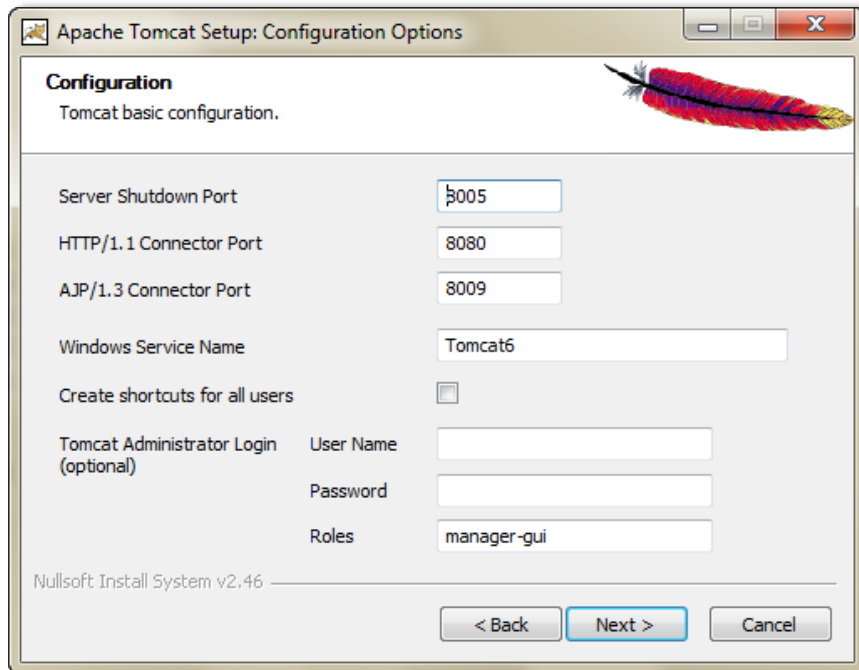 Apache Tomcat Setup: Configuration Options
Configuration
Tomcat basic configuration.
Server Shutdown Port 8005
HTTP/1.1 Connector Port 8080
AJP/1.3 Connector Port 8009
Windows Service Name Tomcat6
Create shortcuts for all users
Tomcat Administrator Login User Name
(optional)
Password
Roles manager-gui
Nullsoft Install System v2.46
< Back Next > Cancel